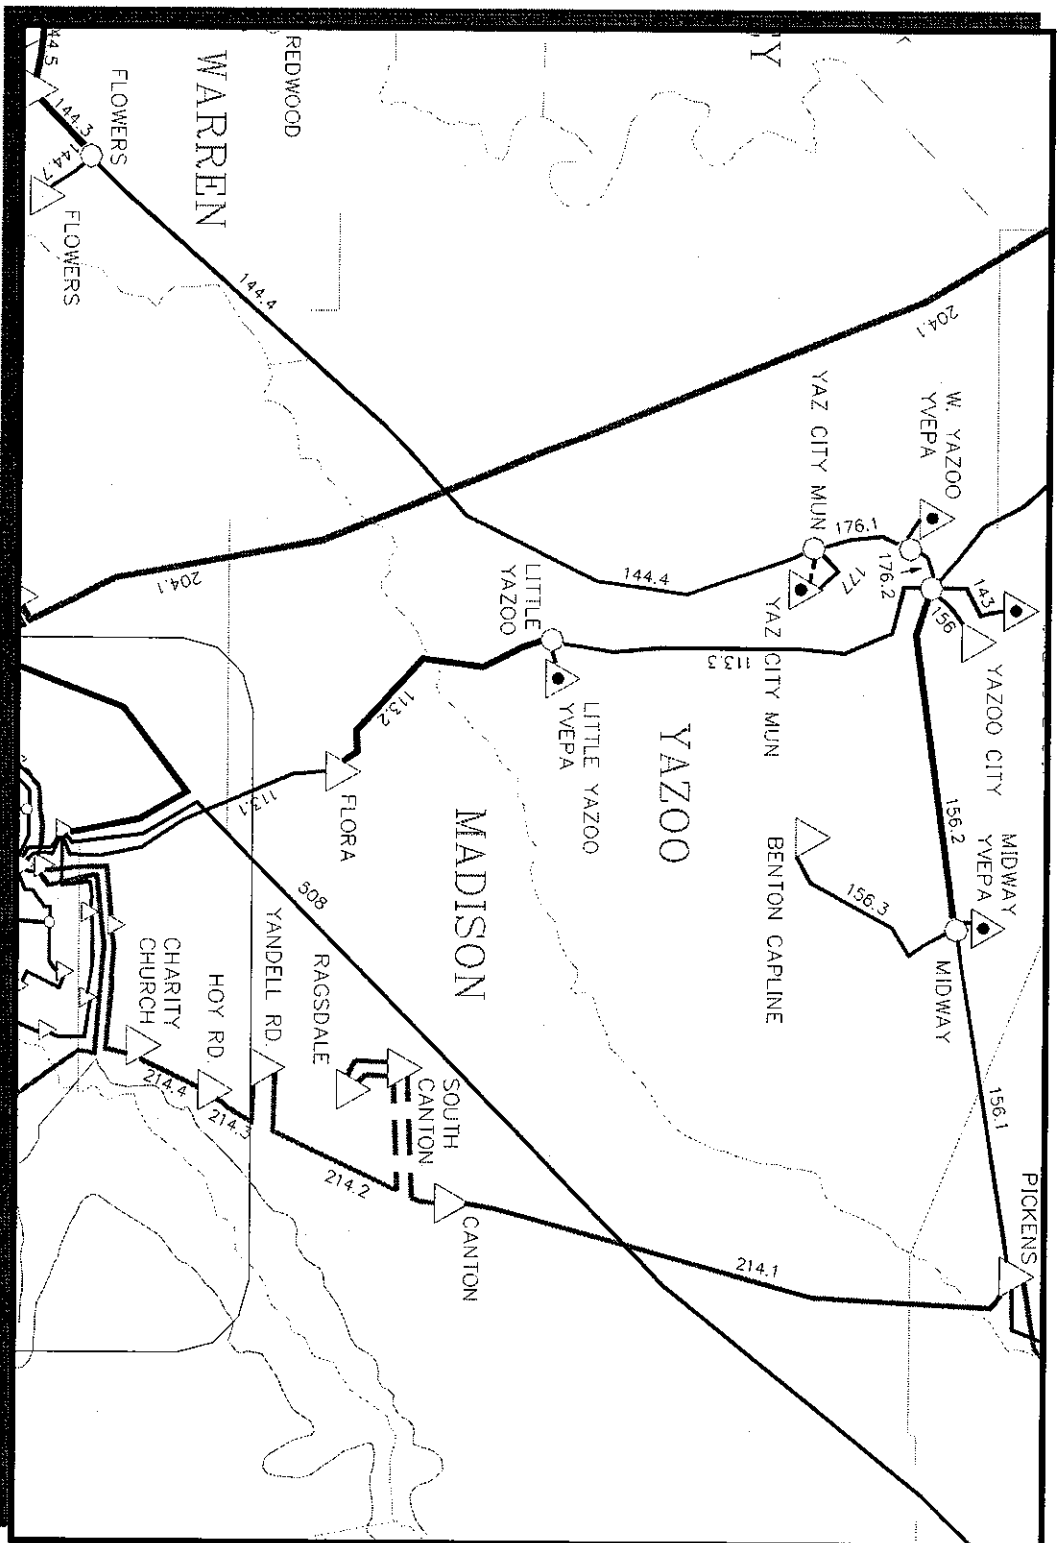 PICKENS
156.1
MIDWAY
YVEPA
MIDWAY
156.2
YAZOO CITY
143
156
W. YAZOO
YVEPA
176.2
176.1
204.1
YAZ CITY MUN
177
YAZ CITY MUN
BENTON CAPLINE
156.3
214.1
113.3
YAZOO
144.4
LITTLE
YAZOO
LITTLE YAZOO
YVEPA
MADISON
CANTON
SOUTH
CANTON
113.2
FLORA
RAGSDALE
214.2
508
YANDELL RD.
113.1
HOY RD.
214.3
CHARITY
CHURCH
214.4
204.1
144.4
REDWOOD
WARREN
FLOWERS
144.3
144.7
FLOWERS
44.5
Y